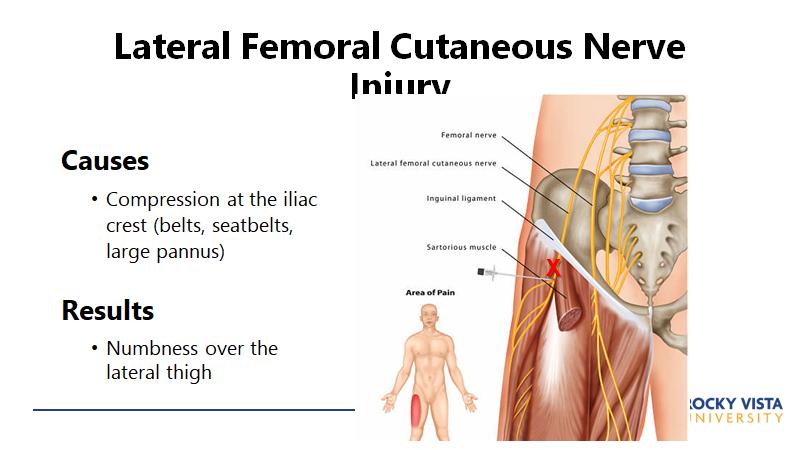 Lateral Femoral Cutaneous Nerve
Injury
Causes
• Compression at the iliac
crest (belts, seatbelts,
large pannus)
Results
• Numbness over the
lateral thigh
Femoral nerve
Lateral femoral cutaneous nerve
Inguinal ligament
Sartorious muscle
X
Area of Pain
ROCKY VISTA
UNIVERSITY